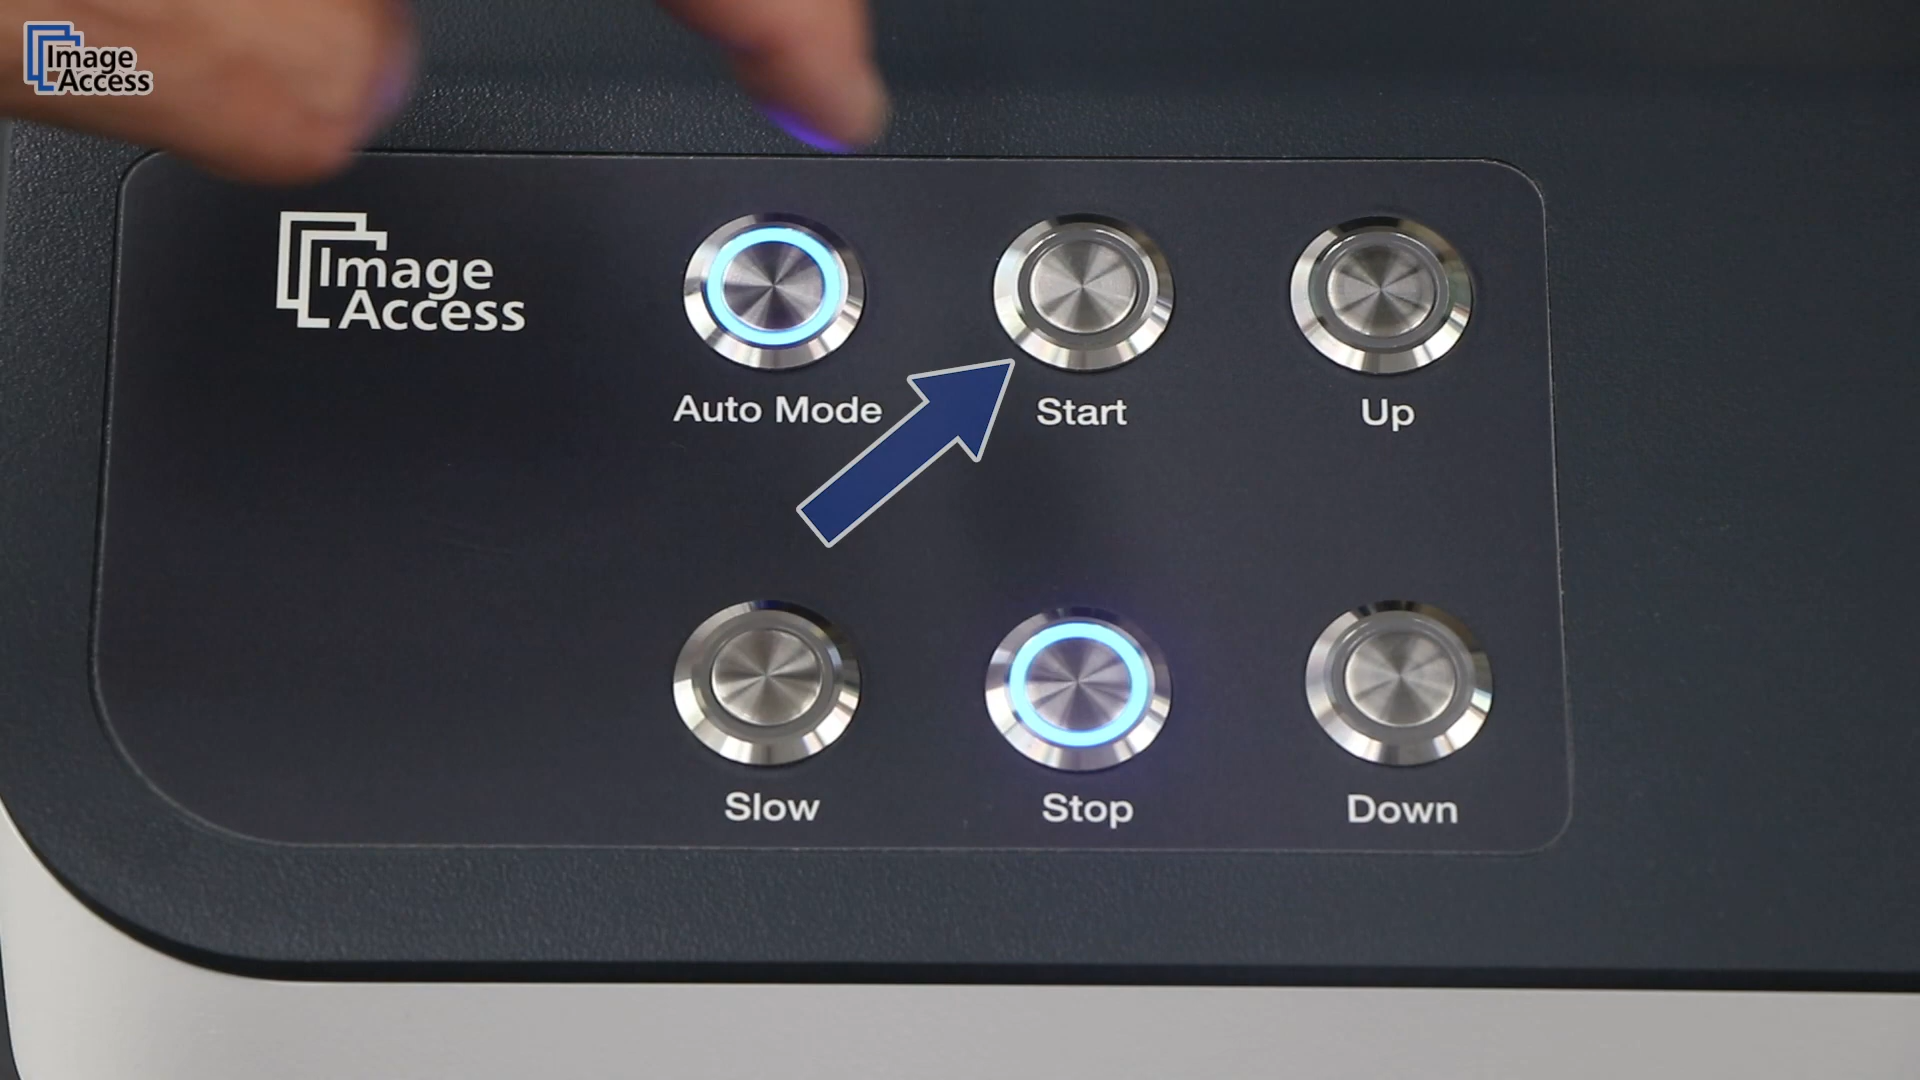 Image
Access
Image
Access
Auto Mode
Start
Up
Slow
Stop
Down